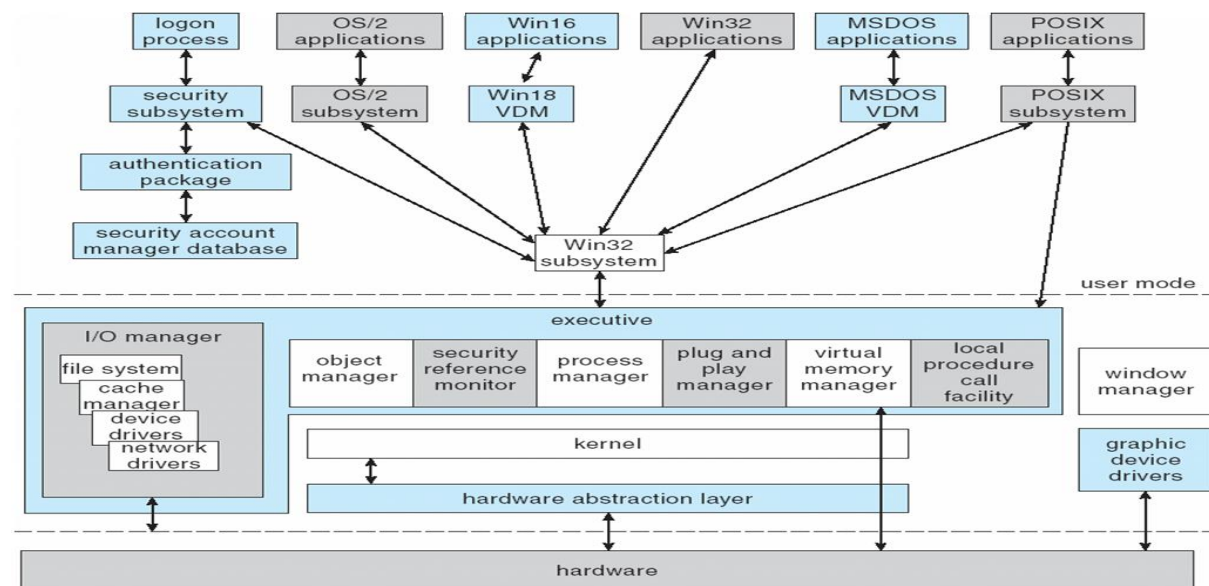 logon
process
OS/2
applications
Win16
applications
Win32
applications
MSDOS
applications
POSIX
applications
security
subsystem
OS/2
subsystem
Win18
VDM
MSDOS
VDM
POSIX
subsystem
authentication
package
security account
manager database
Win32
subsystem
user mode
executive
I/O manager
file system
cache
manager
device
drivers
network
drivers
object
manager
security
reference
monitor
process
manager
plug and
play
manager
virtual
memory
manager
local
procedure
call
facility
window
manager
kernel
graphic
device
drivers
hardware abstraction layer
hardware